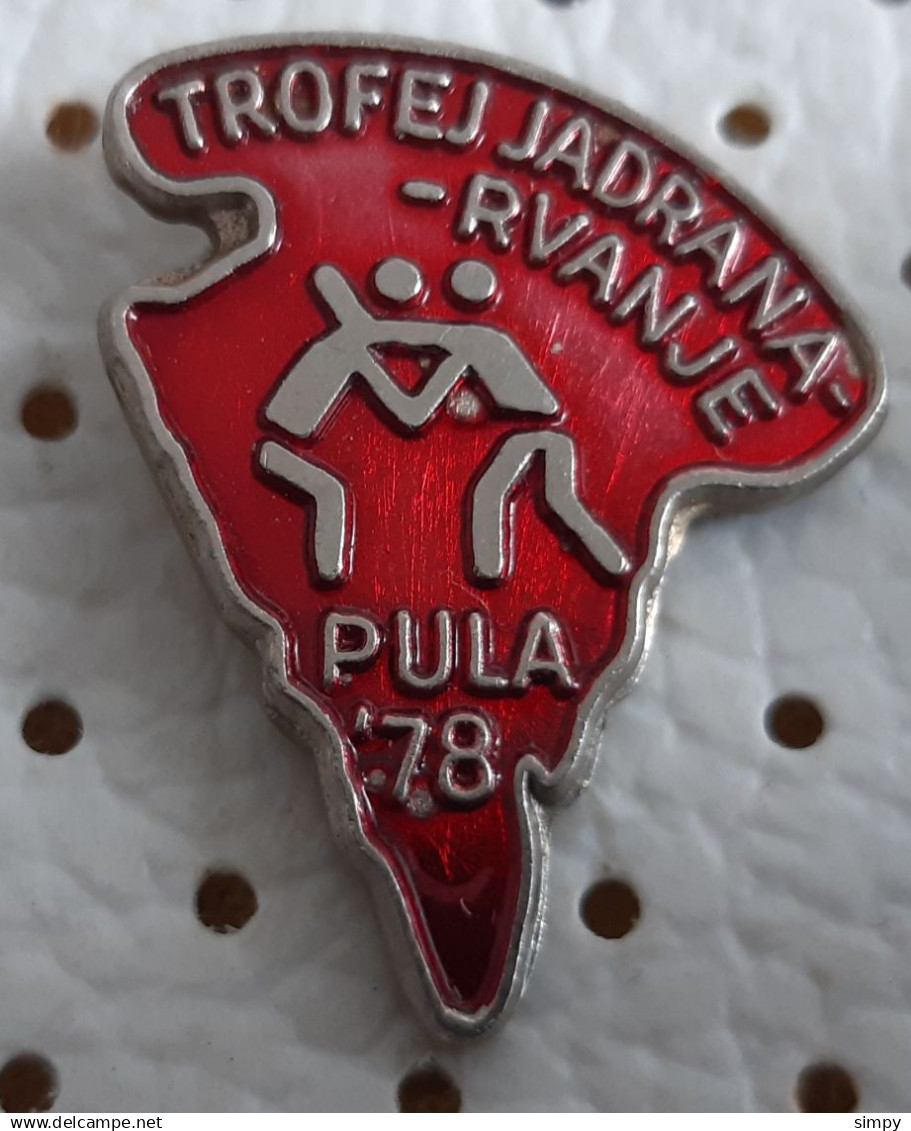 TROFEJ JADRANA-
-RVANJE
PULA
'78
www.delcampe.net
simpy